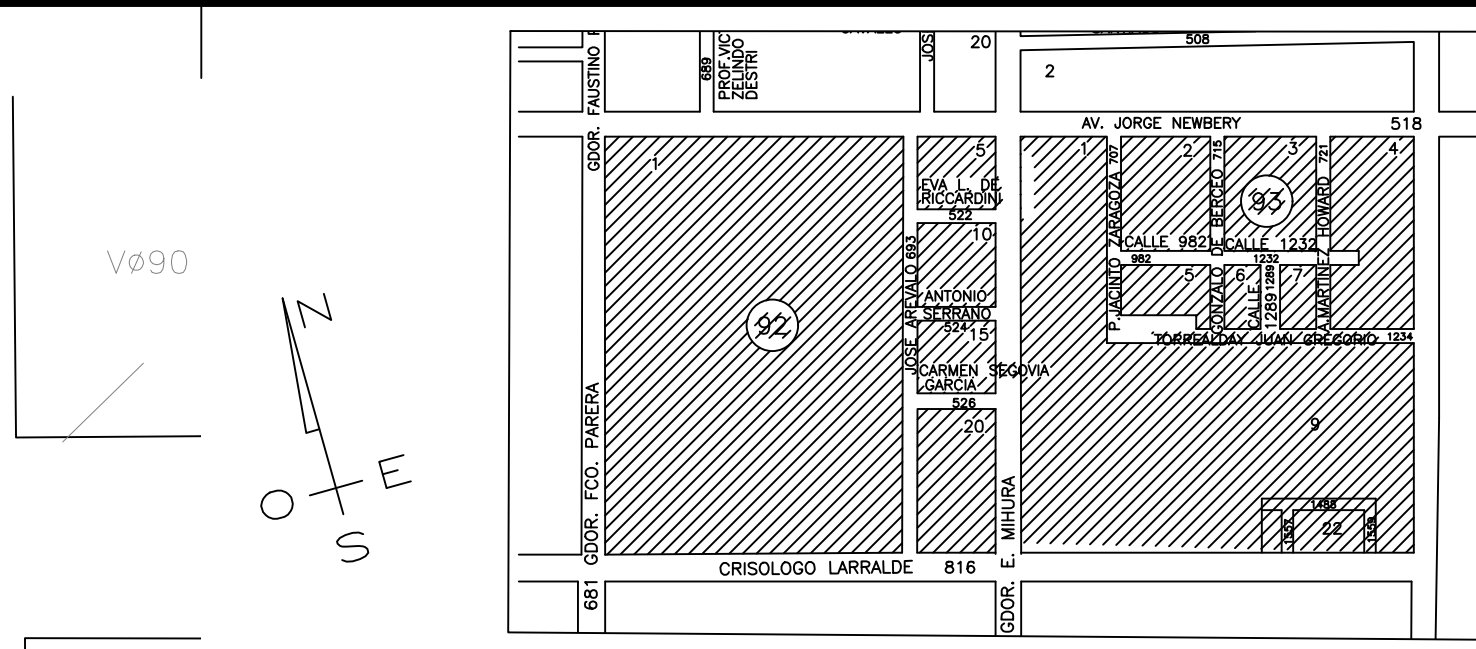 508
20
2
689
PROF.VIC
ZELINDO
DESTRI
JOS
GDOR. FAUSTINO
AV. JORGE NEWBERY
518
1
5
1
707
2
715
3
721
4
EVA L. DE
RICCARDINI
522
93
10
CALLE 982
CALLE 1232
982
1232
VØ90
P.JACINTO ZARAGOZA
GONZALO DE BERCEO
A.MARTINEZ HOWARD
5
6
7
CALLE
1289
1289
N
92
JOSE AREVALO 693
ANTONIO
SERRANO
524
15
TORREALDAY JUAN GREGORIO
1234
CARMEN SEGOVIA
GARCIA
526
20
9
E
O
S
1557
22
1559
CRISOLOGO LARRALDE
816
681 GDOR. FCO. PARERA
GDOR. E. MIHURA